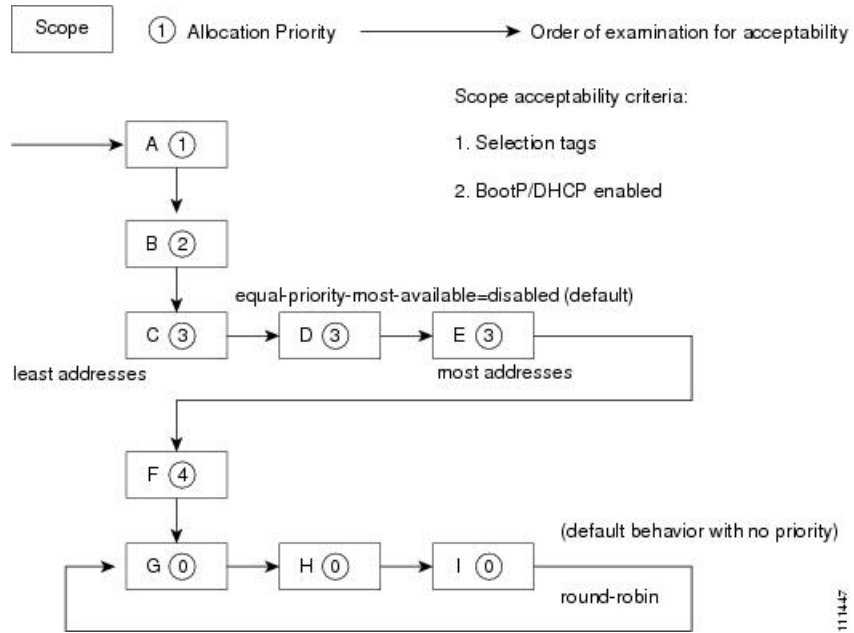 Scope
1 Allocation Priority
Order of examination for acceptability
Scope acceptability criteria:
1. Selection tags
2. BootP/DHCP enabled
A 1
B 2
equal-priority-most-available=disabled (default)
C 3
D 3
E 3
least addresses
most addresses
F 4
(default behavior with no priority)
G 0
H 0
I 0
round-robin
111447